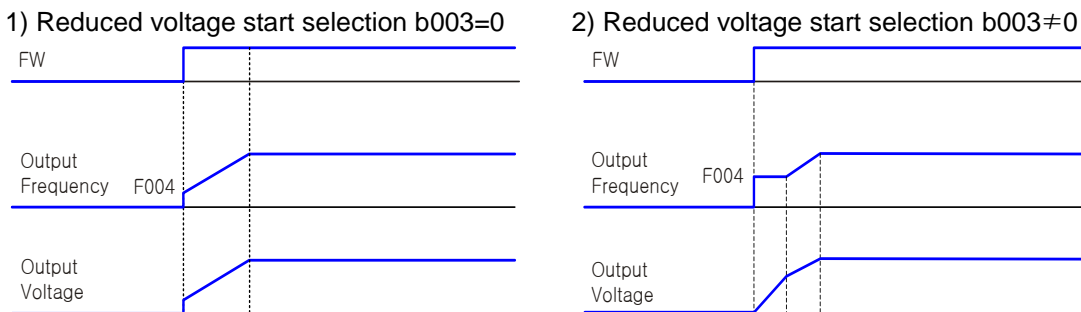 1) Reduced voltage start selection b003=0
FW
Output
Frequency F004
Output
Voltage
2) Reduced voltage start selection b003≠0
FW
Output
Frequency F004
Output
Voltage